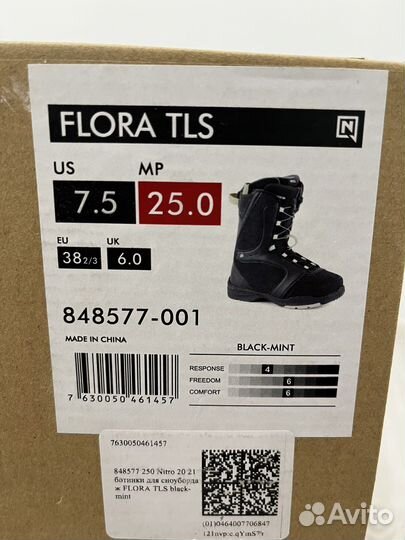 FLORA TLS
N
US MP
7.5 25.0
EU UK
38 2/3 6.0
848577-001
MADE IN CHINA
7 630050 461457
BLACK-MINT
RESPONSE 4
FREEDOM 6
COMFORT 6
7630050461457
848577 250 Nitro 20 21
ботинки для сноуборда
ж FLORA TLS black-
mint
(01)0464007706847
Avito